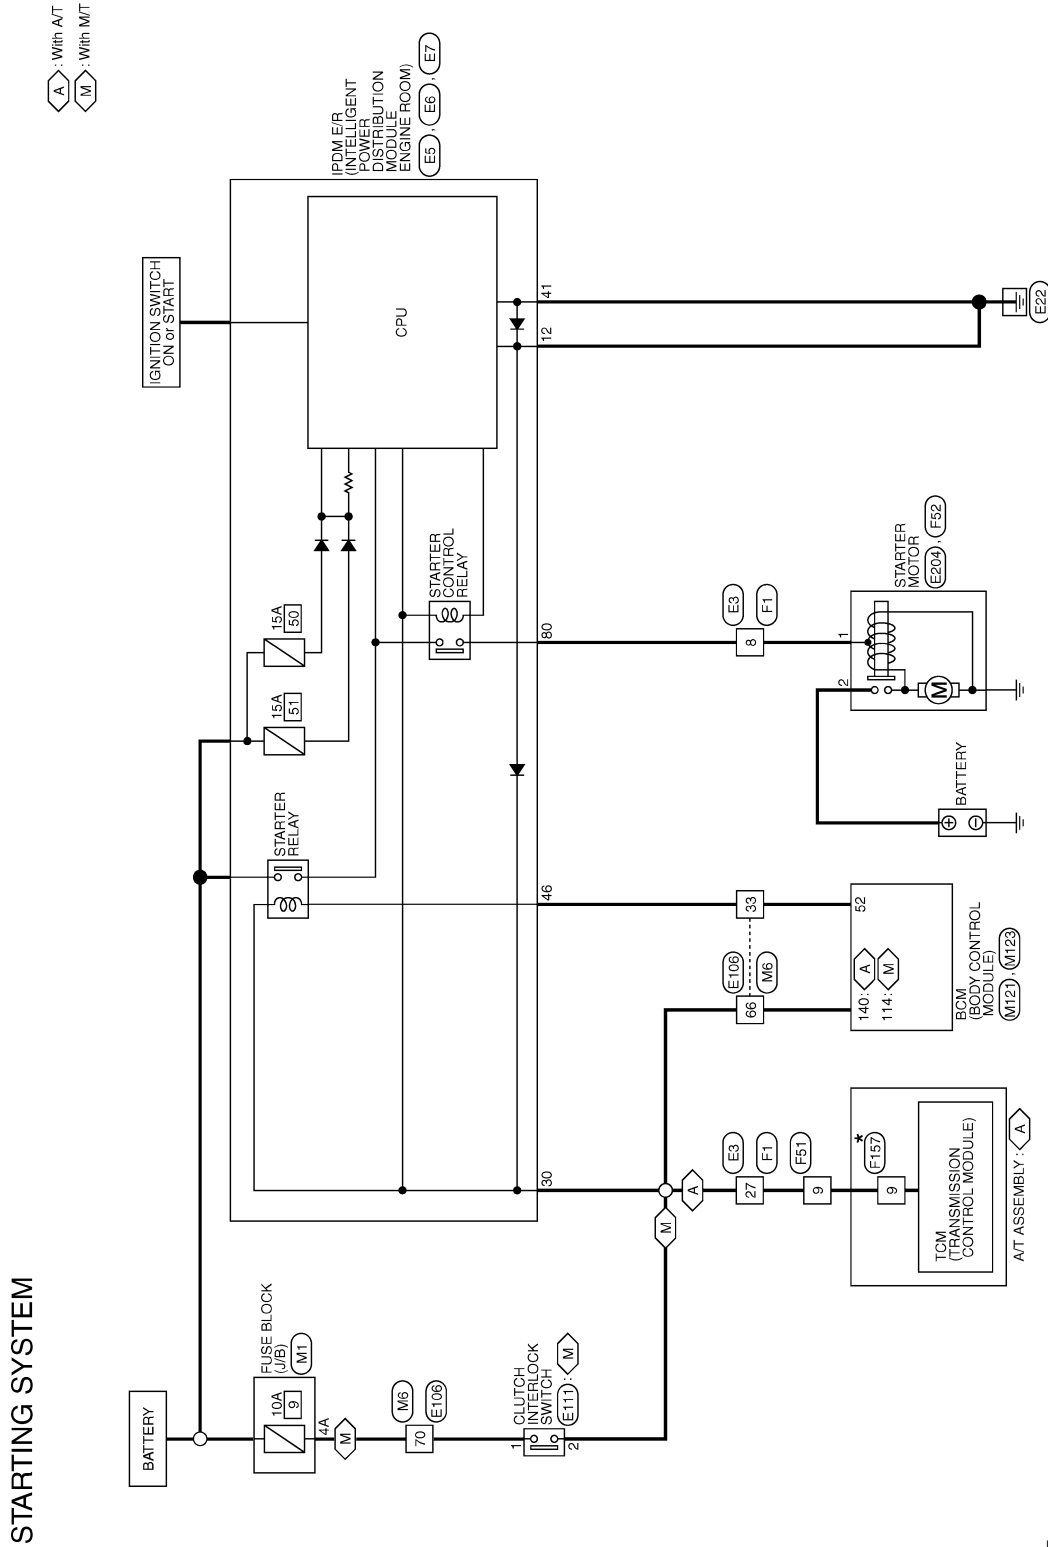 STARTING SYSTEM
A : With A/T
M : With M/T
BATTERY
FUSE BLOCK
(J/B)
M1
10A
9
4A
M
70
M6
E106
1
2
CLUTCH
INTERLOCK
SWITCH
E111 : M
M
IGNITION SWITCH
ON or START
IPDM E/R
(INTELLIGENT
POWER
DISTRIBUTION
MODULE
ENGINE ROOM)
E5 , E6 , E7
STARTER
RELAY
15A
51
15A
50
STARTER
CONTROL
RELAY
CPU
30
46
80
12
41
A
27
E3
F1
9
F51
*
F157
9
TCM
(TRANSMISSION
CONTROL MODULE)
A/T ASSEMBLY : A
66
E106
M6
33
140: A
114: M
52
BCM
(BODY CONTROL
MODULE)
M121 , M123
BATTERY
+
−
8
E3
F1
2
1
M
STARTER
MOTOR
E204 , F52
E22